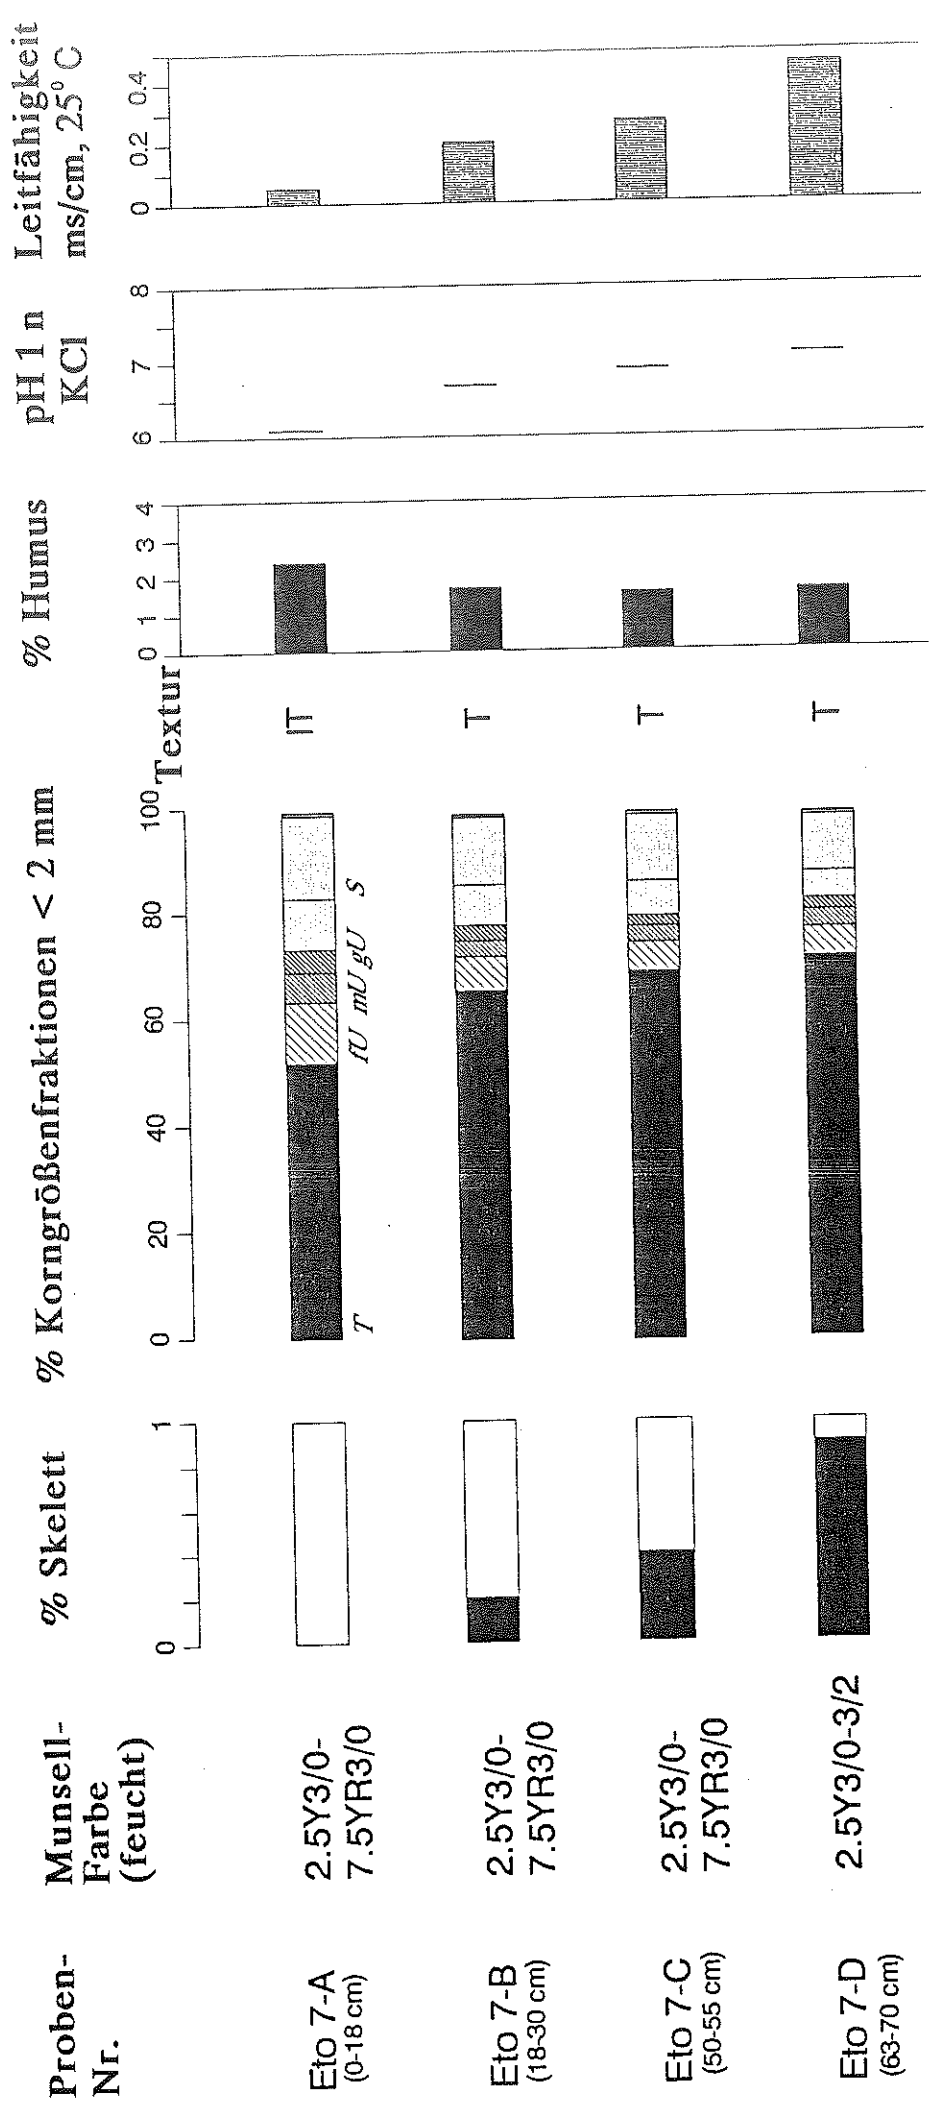 Proben-
Nr.
Munsell-
Farbe
(feucht)
% Skelett
% Korngrößenfraktionen < 2 mm
Textur
% Humus
pH 1 n
KCl
Leitfähigkeit
ms/cm, 25° C
0 1
0 20 40 60 80 100
0 1 2 3 4
6 7 8
0 0.2 0.4
Eto 7-A
(0-18 cm)
2.5Y3/0-
7.5YR3/0
lT
T fU mU gU S
Eto 7-B
(18-30 cm)
2.5Y3/0-
7.5YR3/0
T
Eto 7-C
(50-55 cm)
2.5Y3/0-
7.5YR3/0
T
Eto 7-D
(63-70 cm)
2.5Y3/0-3/2
T